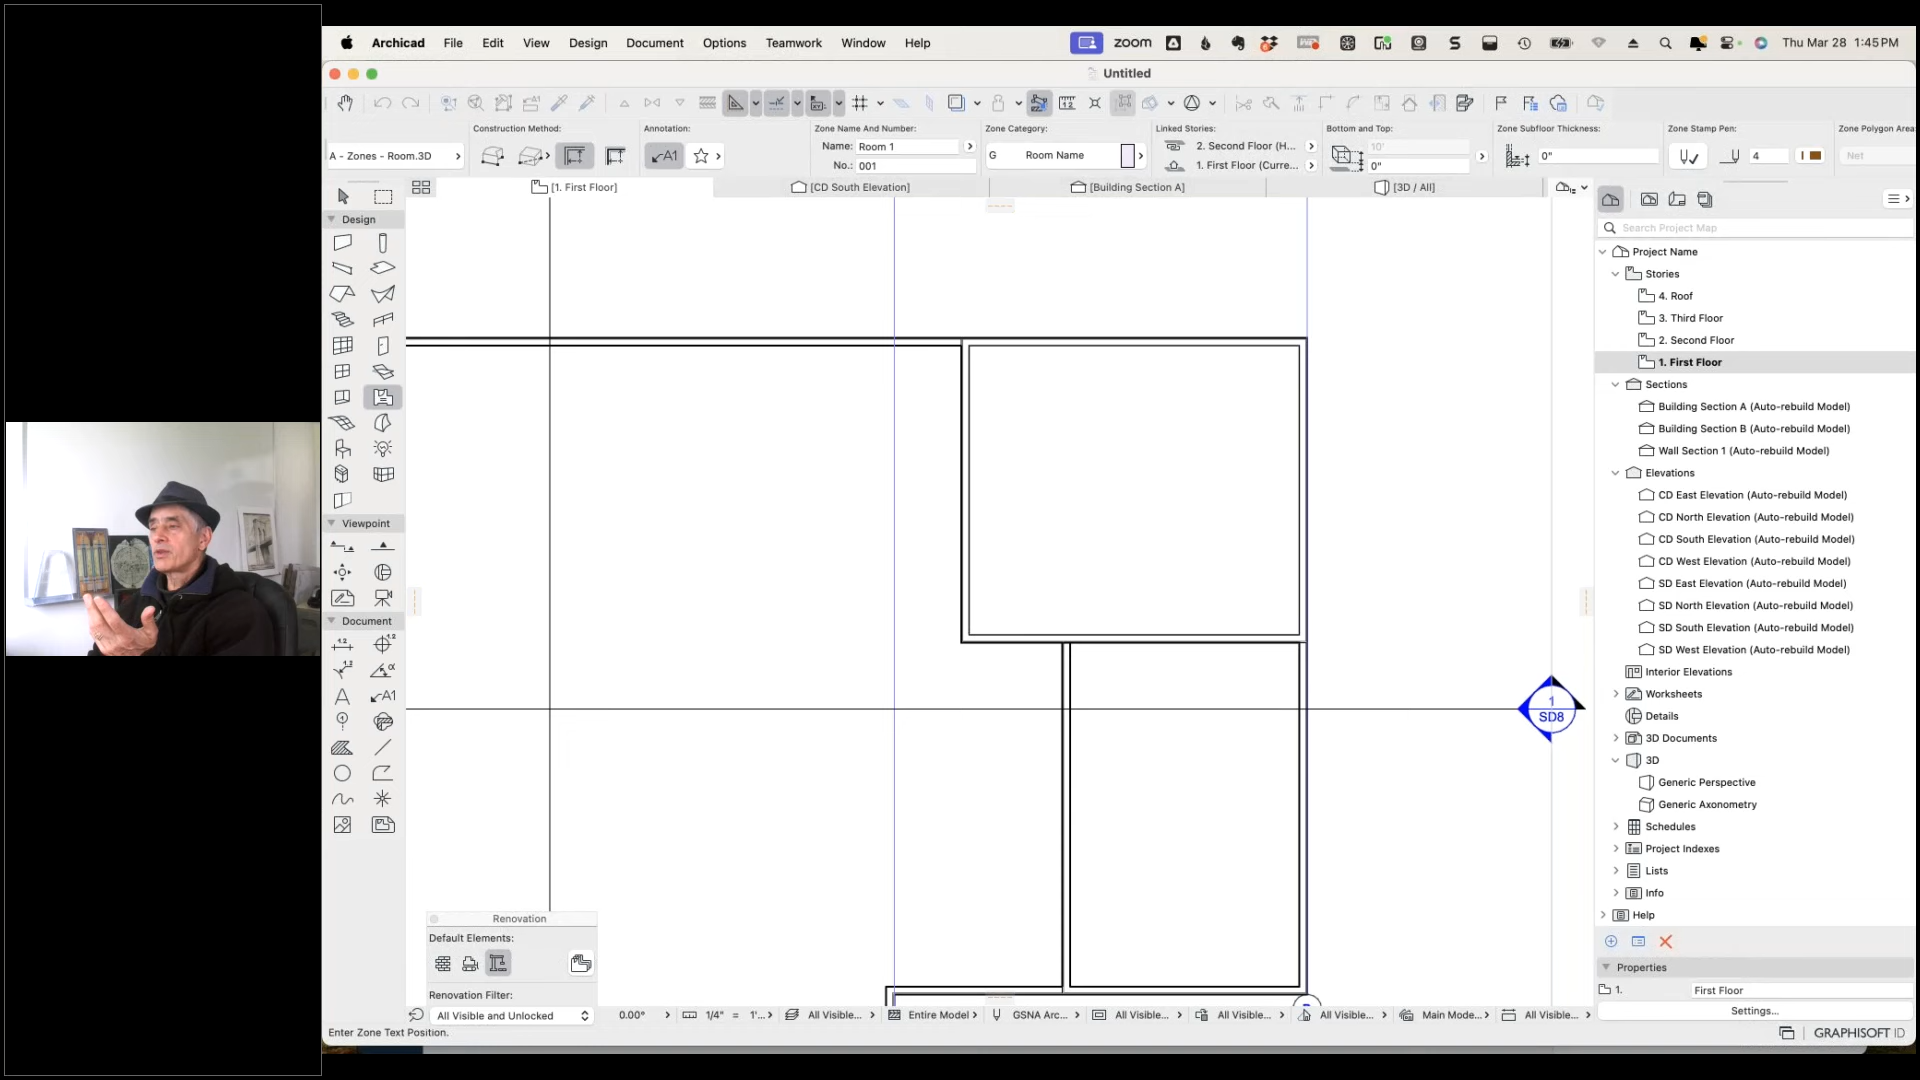 Archicad File Edit View Design Document Options Teamwork Window Help zoom Thu Mar 28 1:45 PM
Untitled
Construction Method: Annotation: Zone Name And Number: Zone Category: Linked Stories: Bottom and Top: Zone Subfloor Thickness: Zone Stamp Pen: Zone Polygon Area:
A - Zones - Room.3D Name: Room 1 G Room Name 2. Second Floor (H... 10' 0" 4 Net
No.: 001 1. First Floor (Curre... 0"
[1. First Floor] [CD South Elevation] [Building Section A] [3D / All]
Design
Viewpoint
Document
Search Project Map
Project Name
Stories
4. Roof
3. Third Floor
2. Second Floor
1. First Floor
Sections
Building Section A (Auto-rebuild Model)
Building Section B (Auto-rebuild Model)
Wall Section 1 (Auto-rebuild Model)
Elevations
CD East Elevation (Auto-rebuild Model)
CD North Elevation (Auto-rebuild Model)
CD South Elevation (Auto-rebuild Model)
CD West Elevation (Auto-rebuild Model)
SD East Elevation (Auto-rebuild Model)
SD North Elevation (Auto-rebuild Model)
SD South Elevation (Auto-rebuild Model)
SD West Elevation (Auto-rebuild Model)
Interior Elevations
Worksheets
Details
3D Documents
3D
Generic Perspective
Generic Axonometry
Schedules
Project Indexes
Lists
Info
Help
Properties
1. First Floor
Settings...
1
SD8
Renovation
Default Elements:
Renovation Filter:
All Visible and Unlocked 0.00° 1/4" = 1'... All Visible... Entire Model GSNA Arc... All Visible... All Visible... All Visible... Main Mode... All Visible...
Enter Zone Text Position.
GRAPHISOFT ID